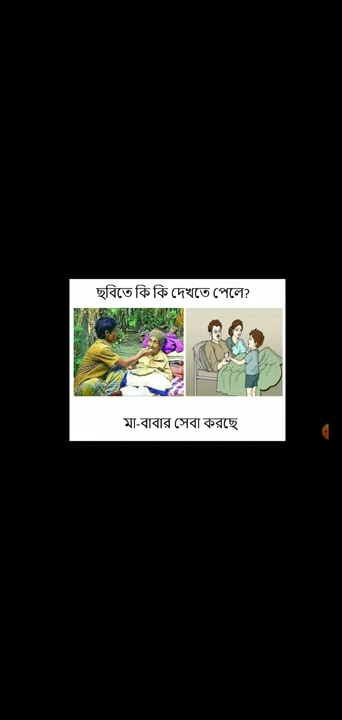 ছবিতে কি কি দেখতে পেলে?
মা-বাবার সেবা করছে